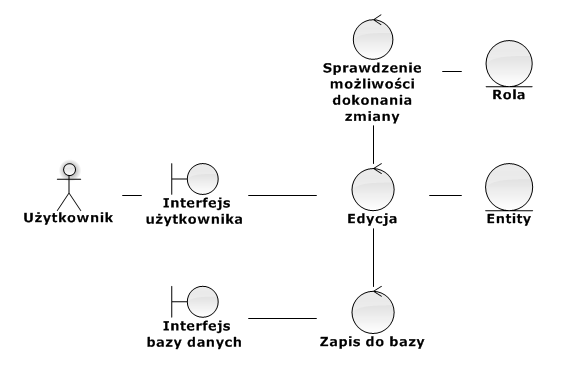 Sprawdzenie
możliwości
dokonania
zmiany
Rola
Użytkownik
Interfejs
użytkownika
Edycja
Entity
Interfejs
bazy danych
Zapis do bazy